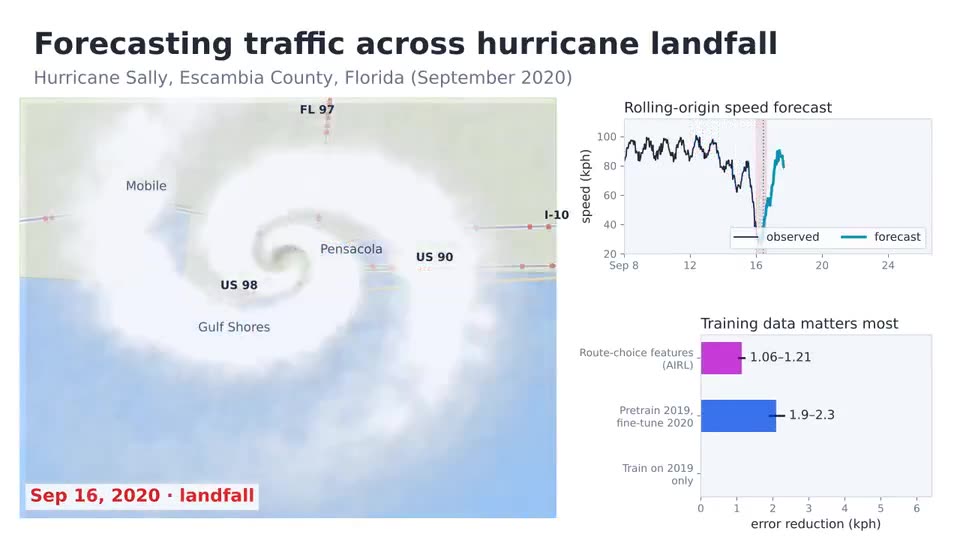 Forecasting traffic across hurricane landfall
Hurricane Sally, Escambia County, Florida (September 2020)
FL 97
Mobile
I-10
Pensacola
US 90
US 98
Gulf Shores
Sep 16, 2020 · landfall
Rolling-origin speed forecast
speed (kph)
100
80
60
40
20
observed
forecast
Sep 8
12
16
20
24
Training data matters most
Route-choice features
(AIRL)
1.06–1.21
Pretrain 2019,
fine-tune 2020
1.9–2.3
Train on 2019
only
0
1
2
3
4
5
6
error reduction (kph)